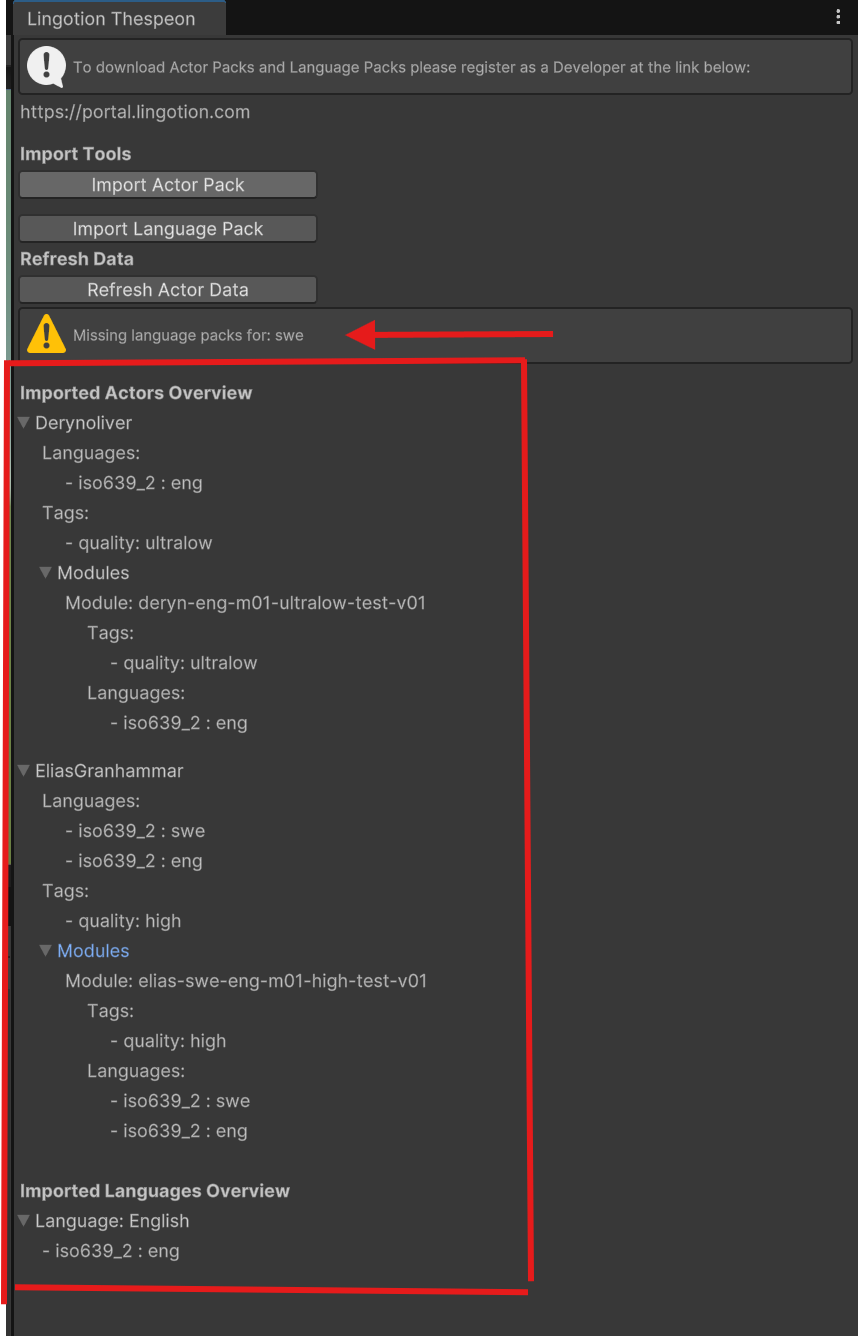 Lingotion Thespeon
To download Actor Packs and Language Packs please register as a Developer at the link below:
https://portal.lingotion.com
Import Tools
Import Actor Pack
Import Language Pack
Refresh Data
Refresh Actor Data
Missing language packs for: swe
Imported Actors Overview
Derynoliver
Languages:
- iso639_2 : eng
Tags:
- quality: ultralow
Modules
Module: deryn-eng-m01-ultralow-test-v01
Tags:
- quality: ultralow
Languages:
- iso639_2 : eng
EliasGranhammar
Languages:
- iso639_2 : swe
- iso639_2 : eng
Tags:
- quality: high
Modules
Module: elias-swe-eng-m01-high-test-v01
Tags:
- quality: high
Languages:
- iso639_2 : swe
- iso639_2 : eng
Imported Languages Overview
Language: English
- iso639_2 : eng